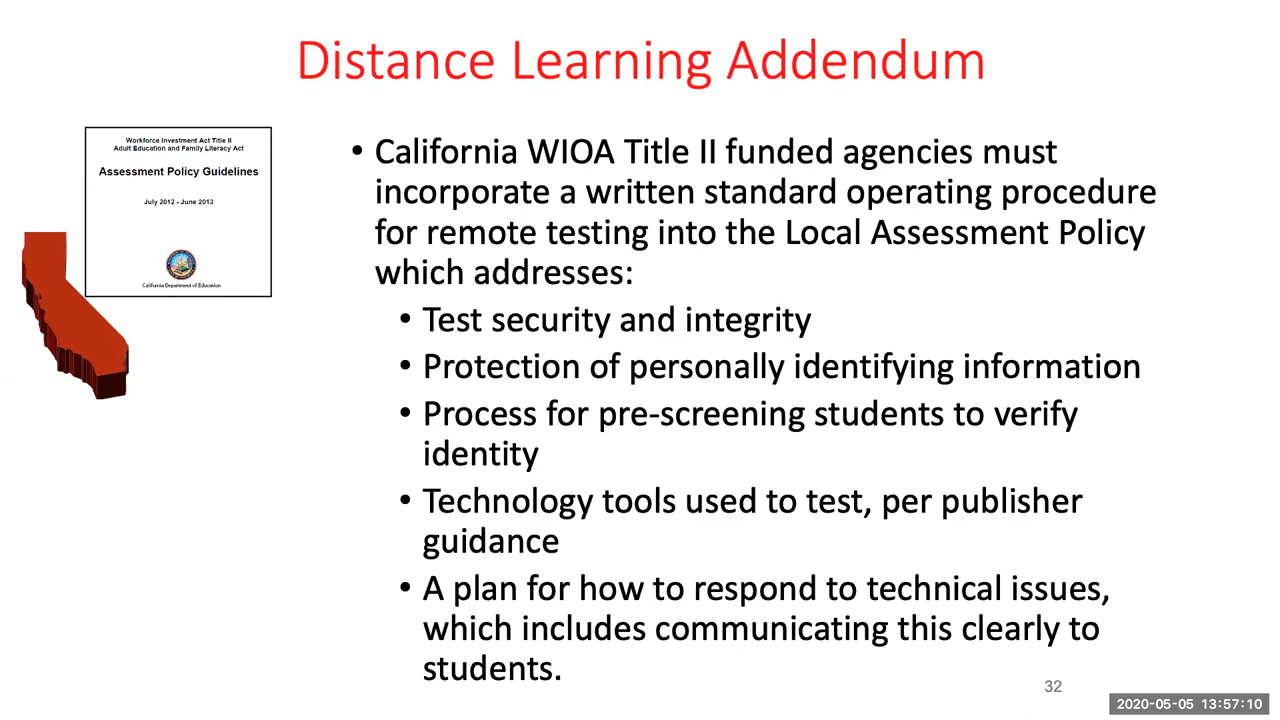 Distance Learning Addendum
Workforce Investment Act Title II
Adult Education and Family Literacy Act
Assessment Policy Guidelines
July 2012 - June 2013
California Department of Education
• California WIOA Title II funded agencies must
incorporate a written standard operating procedure
for remote testing into the Local Assessment Policy
which addresses:
• Test security and integrity
• Protection of personally identifying information
• Process for pre-screening students to verify
identity
• Technology tools used to test, per publisher
guidance
• A plan for how to respond to technical issues,
which includes communicating this clearly to
students.
32
2020-05-05 13:57:10